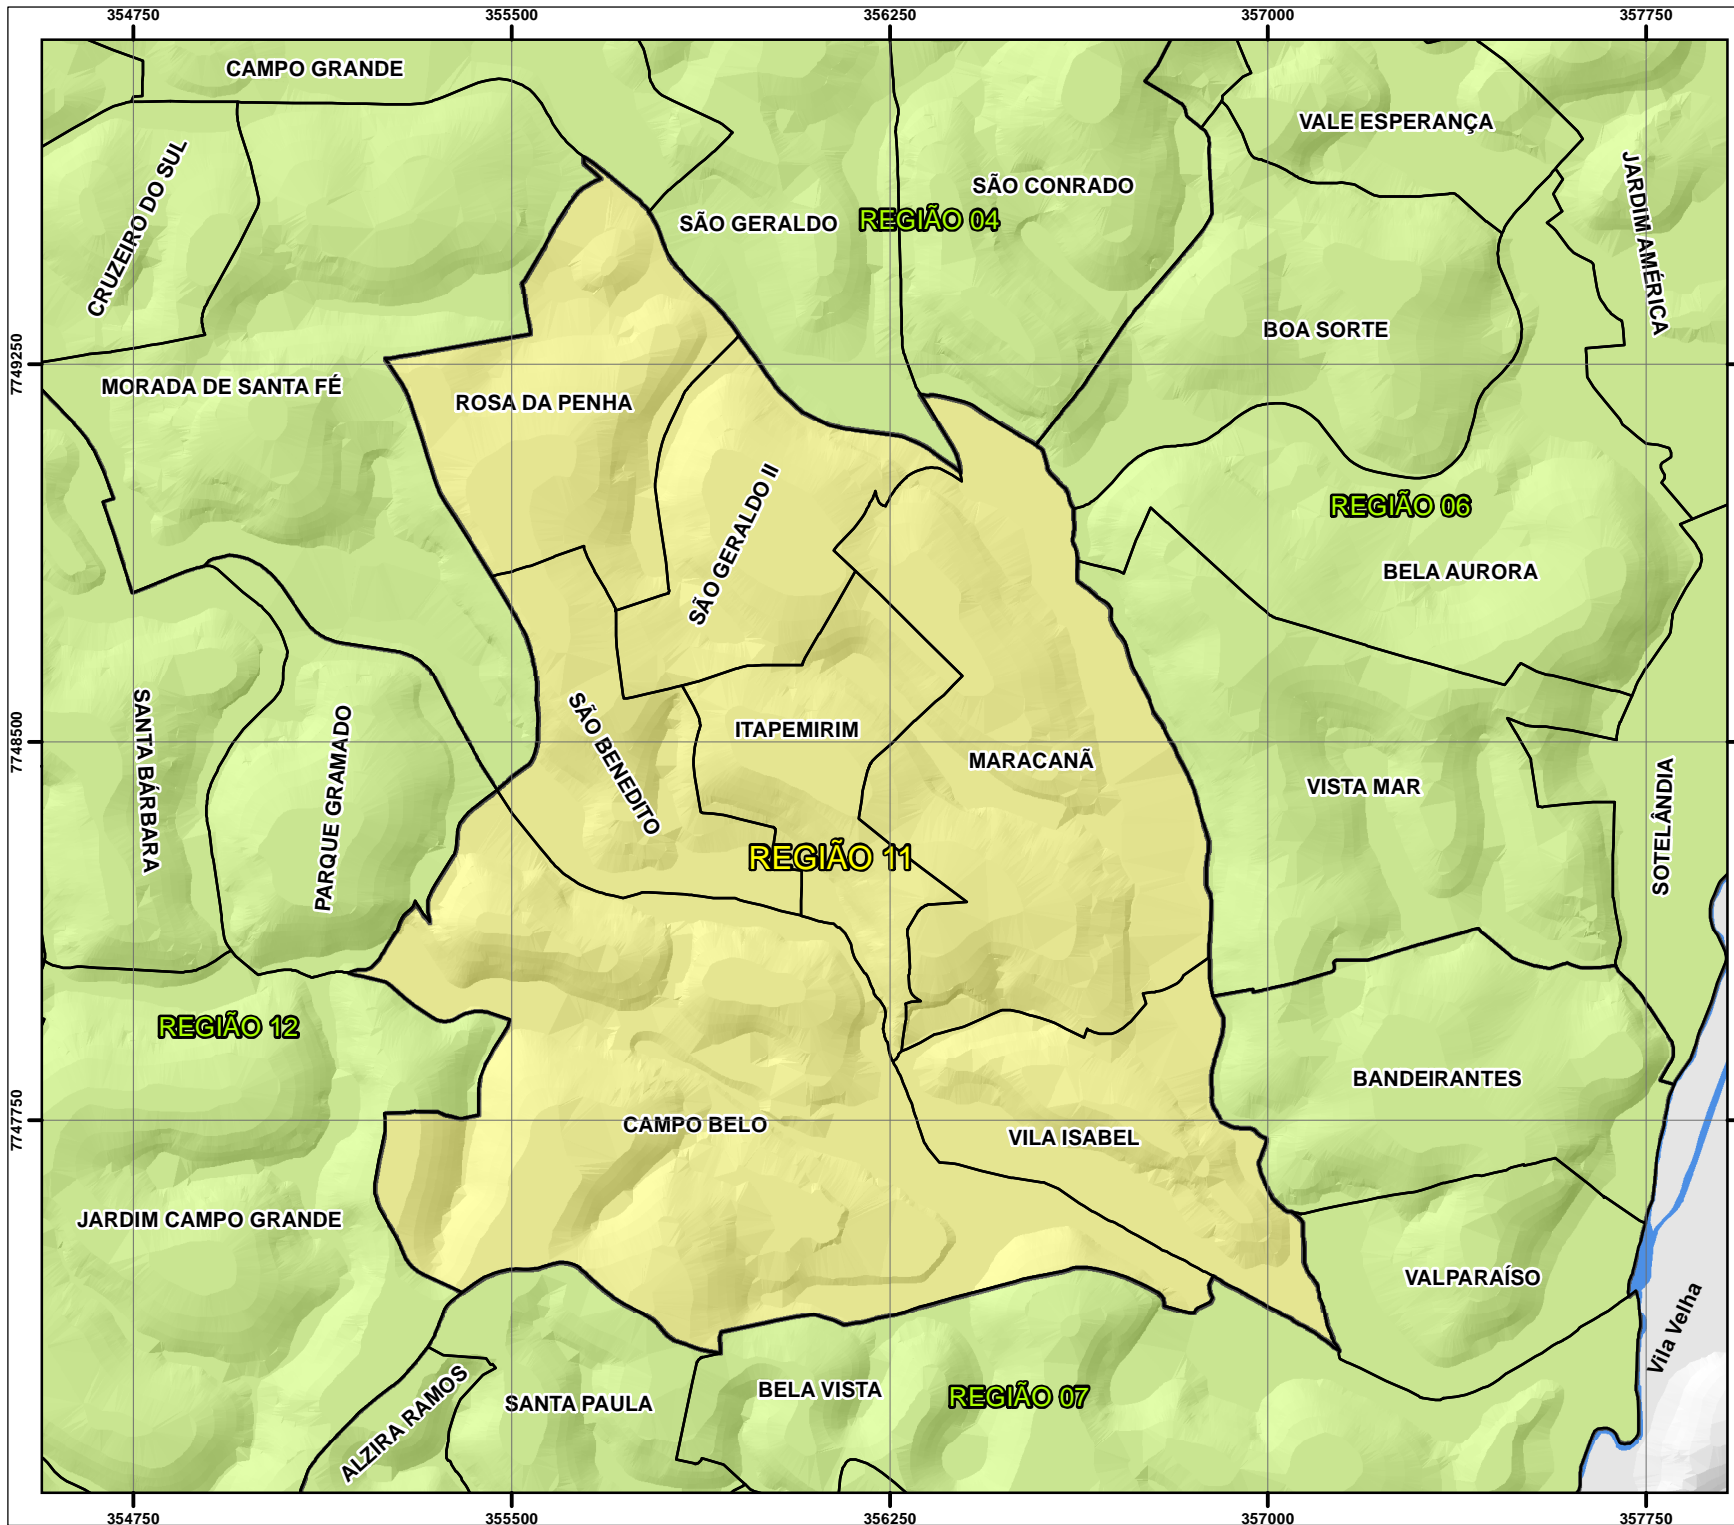 354750 355500 356250 357000 357750
CAMPO GRANDE
VALE ESPERANÇA
CRUZEIRO DO SUL
SÃO CONRADO
JARDIM AMÉRICA
SÃO GERALDO
REGIÃO 04
BOA SORTE
7749250
MORADA DE SANTA FÉ
ROSA DA PENHA
SÃO GERALDO II
REGIÃO 06
BELA AURORA
SANTA BÁRBARA
PARQUE GRAMADO
SÃO BENEDITO
ITAPEMIRIM
MARACANÃ
7748500
VISTA MAR
SOTELÂNDIA
REGIÃO 11
REGIÃO 12
BANDEIRANTES
7747750
CAMPO BELO
VILA ISABEL
JARDIM CAMPO GRANDE
VALPARAÍSO
Vila Velha
ALZIRA RAMOS
SANTA PAULA
BELA VISTA
REGIÃO 07
354750 355500 356250 357000 357750